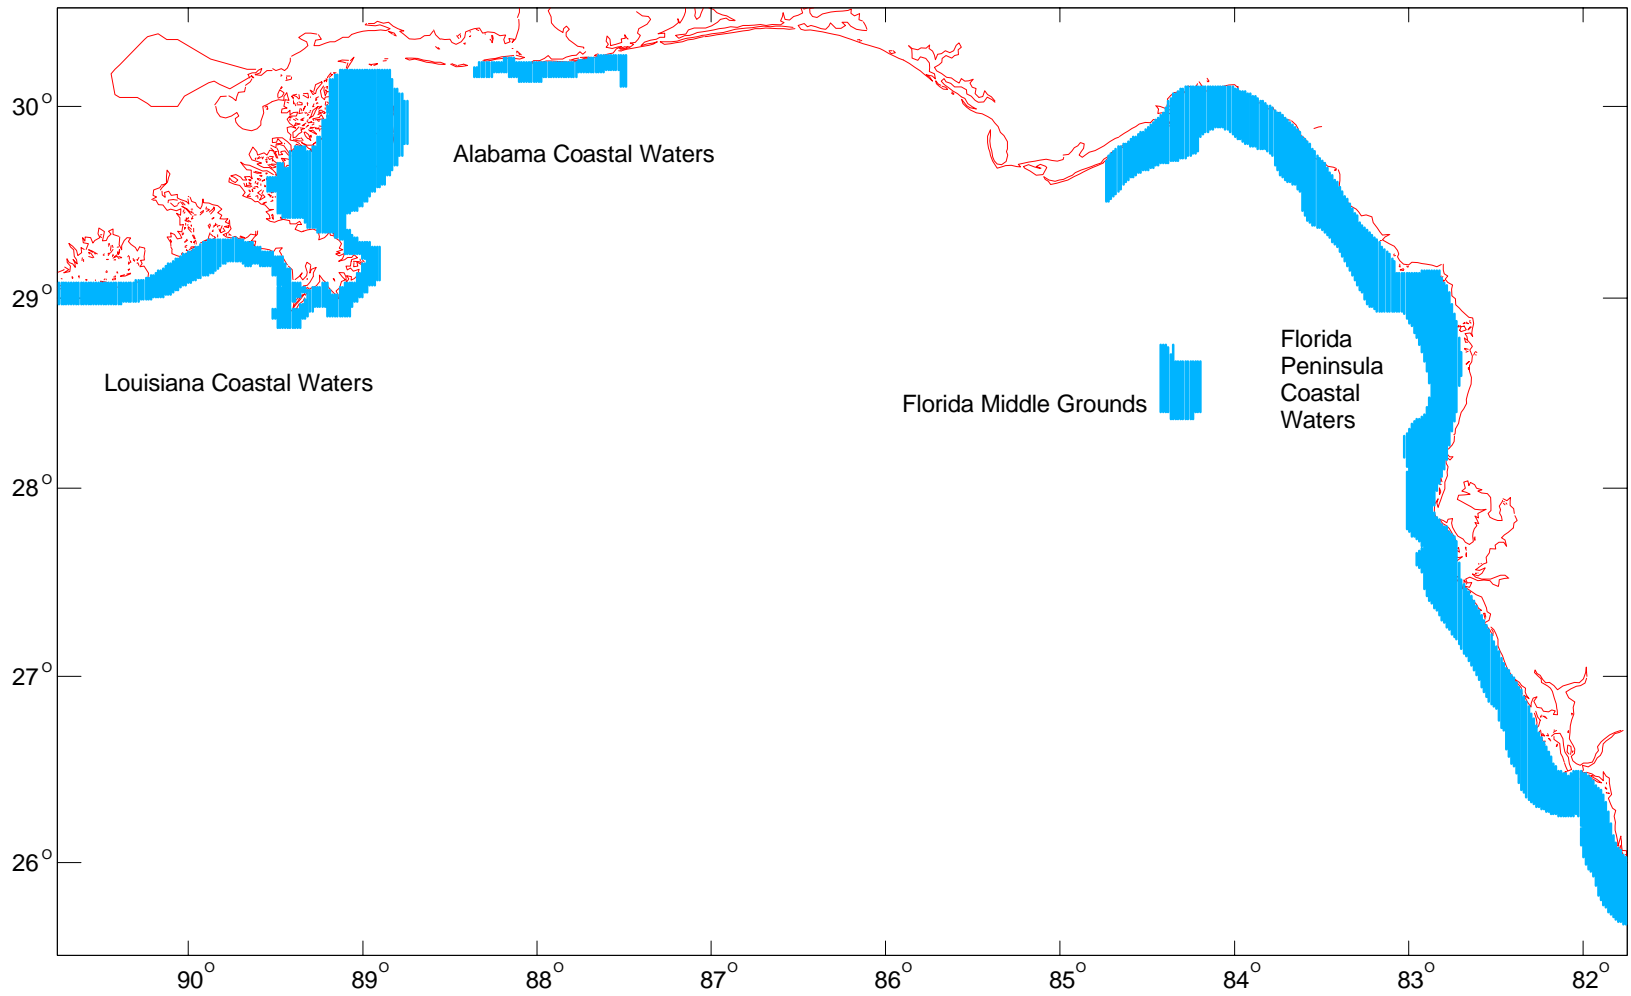 30°
Alabama Coastal Waters
29°
Louisiana Coastal Waters
Florida Middle Grounds
Florida
Peninsula
Coastal
Waters
28°
27°
26°
90° 89° 88° 87° 86° 85° 84° 83° 82°